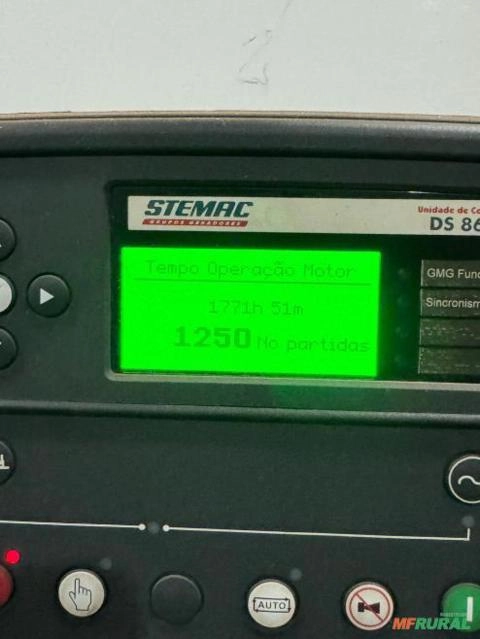 STEMAC
GRUPOS GERADORES
Unidade de Co
DS 86
Tempo Operação Motor
1771h 51m
1250 No partidas
GMG Func
Sincronism
AUTO
MFRURAL